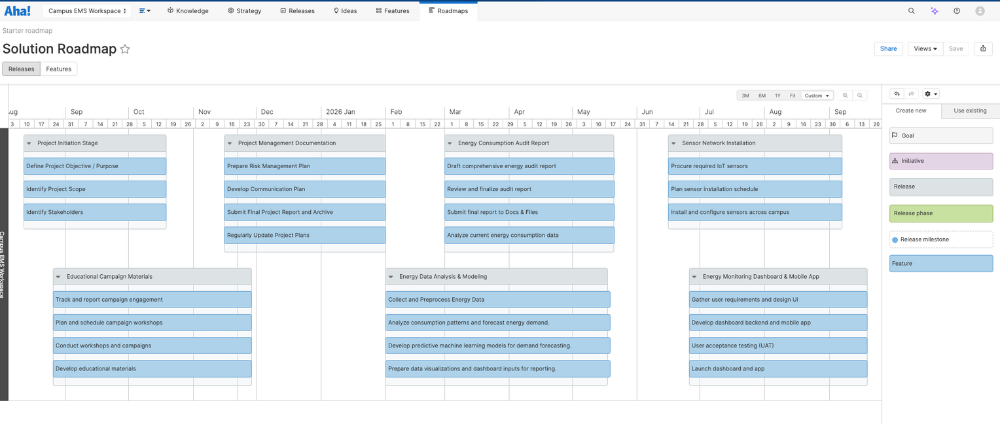 Aha! Campus EMS Workspace Knowledge Strategy Releases Ideas Features Roadmaps
Starter roadmap
Solution Roadmap
Share Views Save
Releases Features
3M 6M 1Y Fit Custom
Aug Sep Oct Nov Dec 2026 Jan Feb Mar Apr May Jun Jul Aug Sep
3 10 17 24 31 7 14 21 28 5 12 19 26 2 9 16 23 30 7 14 21 28 4 11 18 25 1 8 15 22 1 8 15 22 29 5 12 19 26 3 10 17 24 31 7 14 21 28 5 12 19 26 2 9 16 23 30 6 13 20
Campus EMS Workspace
Project Initiation Stage
Define Project Objective / Purpose
Identify Project Scope
Identify Stakeholders
Project Management Documentation
Prepare Risk Management Plan
Develop Communication Plan
Submit Final Project Report and Archive
Regularly Update Project Plans
Energy Consumption Audit Report
Draft comprehensive energy audit report
Review and finalize audit report
Submit final report to Docs & Files
Analyze current energy consumption data
Sensor Network Installation
Procure required IoT sensors
Plan sensor installation schedule
Install and configure sensors across campus
Educational Campaign Materials
Track and report campaign engagement
Plan and schedule campaign workshops
Conduct workshops and campaigns
Develop educational materials
Energy Data Analysis & Modeling
Collect and Preprocess Energy Data
Analyze consumption patterns and forecast energy demand.
Develop predictive machine learning models for demand forecasting.
Prepare data visualizations and dashboard inputs for reporting.
Energy Monitoring Dashboard & Mobile App
Gather user requirements and design UI
Develop dashboard backend and mobile app
User acceptance testing (UAT)
Launch dashboard and app
Create new Use existing
Goal
Initiative
Release
Release phase
Release milestone
Feature